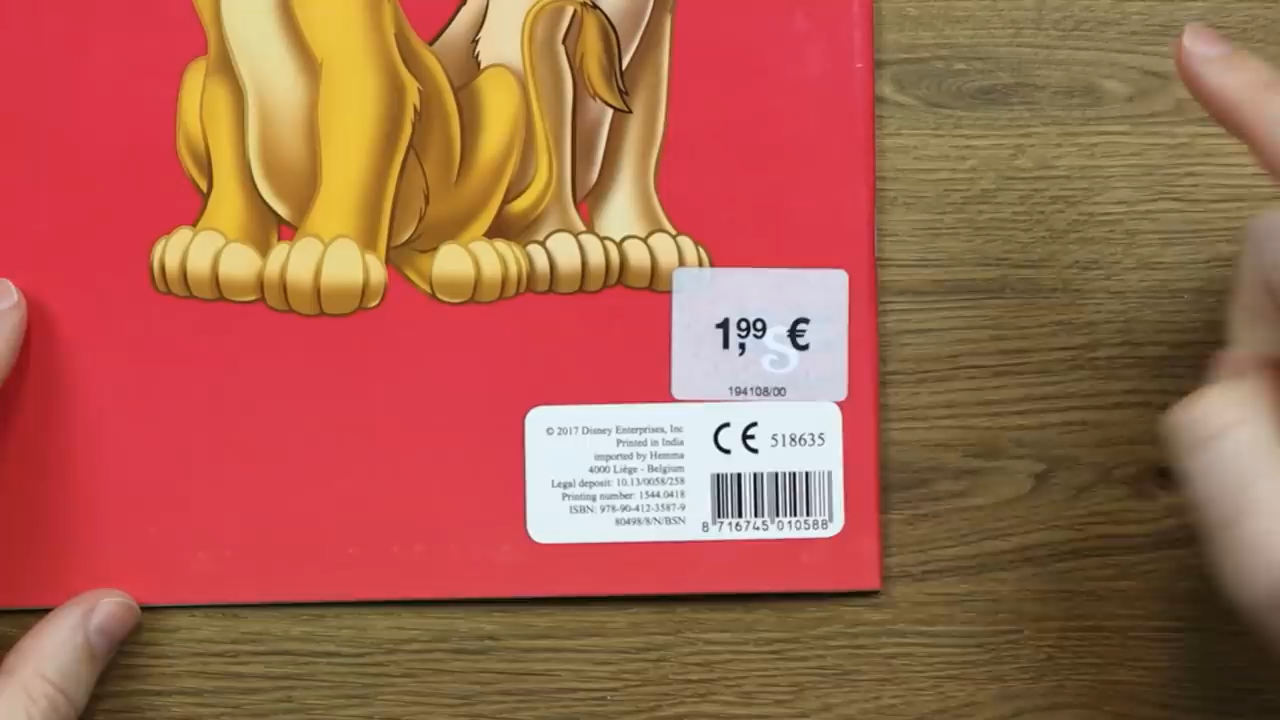 1,99 €
194108/00
© 2017 Disney Enterprises, Inc
Printed in India
imported by Hemma
4000 Liège - Belgium
Legal deposit: 10.13/0058/258
Printing number: 1544.0418
ISBN: 978-90-412-3587-9
80498/8/N/BSN
CE 518635
8 716745 010588